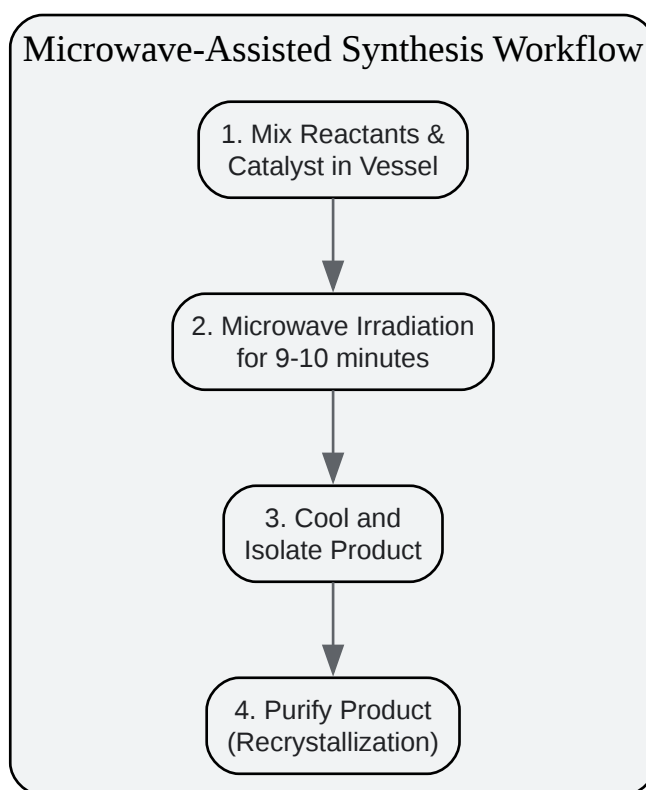 Microwave-Assisted Synthesis Workflow
1. Mix Reactants &
Catalyst in Vessel
2. Microwave Irradiation
for 9-10 minutes
3. Cool and
Isolate Product
4. Purify Product
(Recrystallization)